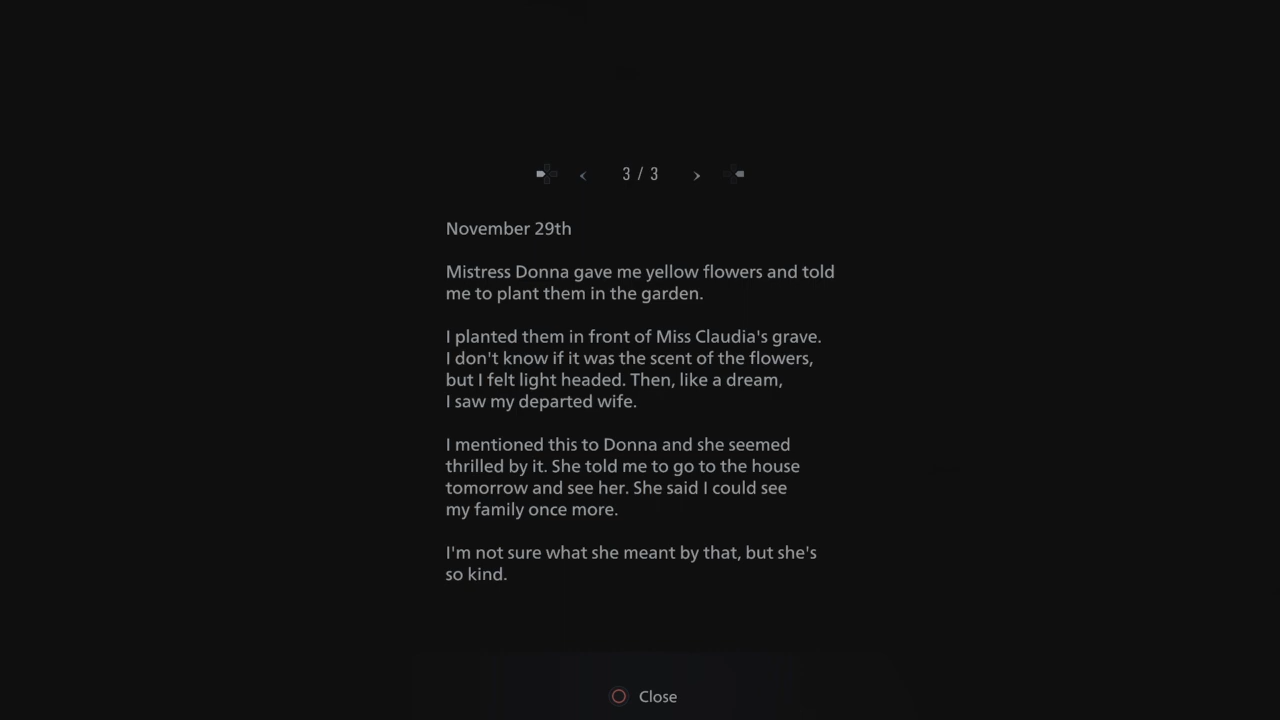 3 / 3
November 29th
Mistress Donna gave me yellow flowers and told
me to plant them in the garden.
I planted them in front of Miss Claudia's grave.
I don't know if it was the scent of the flowers,
but I felt light headed. Then, like a dream,
I saw my departed wife.
I mentioned this to Donna and she seemed
thrilled by it. She told me to go to the house
tomorrow and see her. She said I could see
my family once more.
I'm not sure what she meant by that, but she's
so kind.
Close